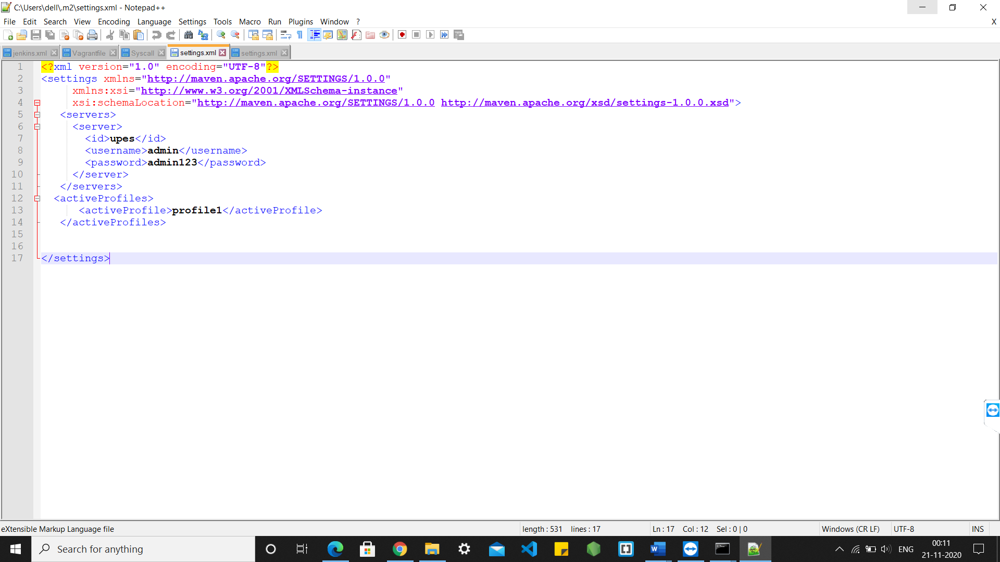 C:\Users\dell\.m2\settings.xml - Notepad++
File Edit Search View Encoding Language Settings Tools Macro Run Plugins Window ? X
jenkins.xml Vagrantfile Syscall settings.xml settings.xml
1 <?xml version="1.0" encoding="UTF-8"?>
2 <settings xmlns="http://maven.apache.org/SETTINGS/1.0.0"
3 xmlns:xsi="http://www.w3.org/2001/XMLSchema-instance"
4 xsi:schemaLocation="http://maven.apache.org/SETTINGS/1.0.0 http://maven.apache.org/xsd/settings-1.0.0.xsd">
5 <servers>
6 <server>
7 <id>upes</id>
8 <username>admin</username>
9 <password>admin123</password>
10 </server>
11 </servers>
12 <activeProfiles>
13 <activeProfile>profile1</activeProfile>
14 </activeProfiles>
15
16
17 </settings>
eXtensible Markup Language file length : 531 lines : 17 Ln : 17 Col : 12 Sel : 0 | 0 Windows (CR LF) UTF-8 INS
Search for anything ENG 00:11
21-11-2020